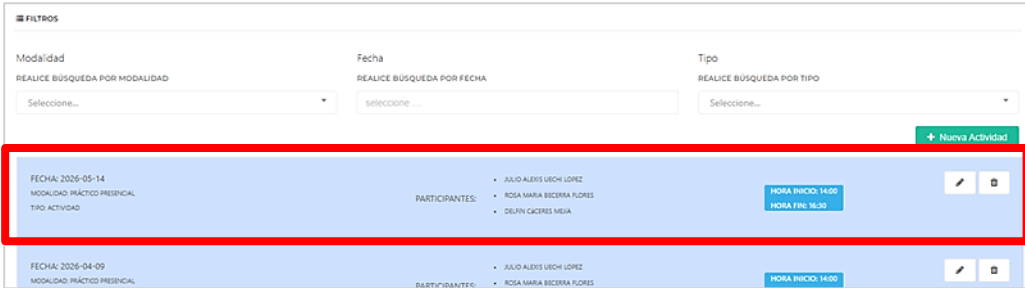 FILTROS
Modalidad
REALICE BÚSQUEDA POR MODALIDAD
Seleccione...
Fecha
REALICE BÚSQUEDA POR FECHA
seleccione ...
Tipo
REALICE BÚSQUEDA POR TIPO
Seleccione...
+ Nueva Actividad
FECHA: 2026-05-14
MODALIDAD: PRÁCTICO PRESENCIAL
TIPO: ACTIVIDAD
PARTICIPANTES:
• JULIO ALEXIS UECHI LOPEZ
• ROSA MARIA BECERRA FLORES
• DELFIN CÁCERES MEJIA
HORA INICIO: 14:00
HORA FIN: 16:30
FECHA: 2026-04-09
MODALIDAD: PRÁCTICO PRESENCIAL
PARTICIPANTES:
• JULIO ALEXIS UECHI LOPEZ
• ROSA MARIA BECERRA FLORES
HORA INICIO: 14:00